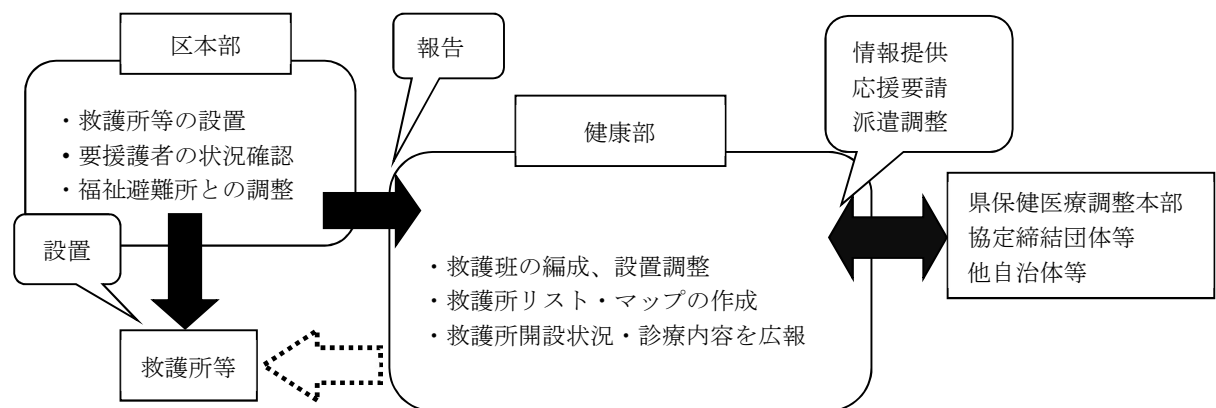 区本部
・救護所等の設置
・要援護者の状況確認
・福祉避難所との調整
設置
救護所等
報告
健康部
・救護班の編成、設置調整
・救護所リスト・マップの作成
・救護所開設状況・診療内容を広報
情報提供
応援要請
派遣調整
県保健医療調整本部
協定締結団体等
他自治体等